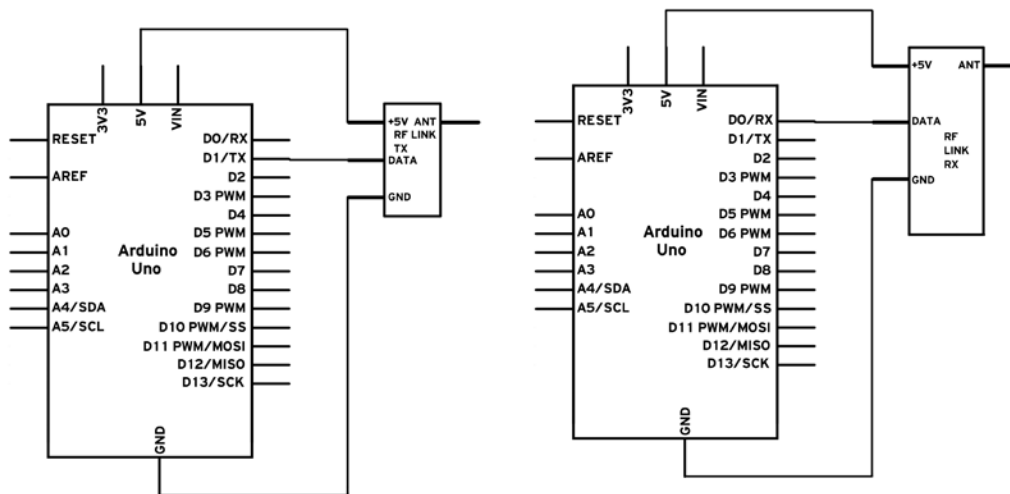 3V3
5V
VIN
RESET
AREF
A0
A1
A2
A3
A4/SDA
A5/SCL
Arduino
Uno
D0/RX
D1/TX
D2
D3 PWM
D4
D5 PWM
D6 PWM
D7
D8
D9 PWM
D10 PWM/SS
D11 PWM/MOSI
D12/MISO
D13/SCK
GND
+5V ANT
RF LINK
TX
DATA
GND
3V3
5V
VIN
RESET
AREF
A0
A1
A2
A3
A4/SDA
A5/SCL
Arduino
Uno
D0/RX
D1/TX
D2
D3 PWM
D4
D5 PWM
D6 PWM
D7
D8
D9 PWM
D10 PWM/SS
D11 PWM/MOSI
D12/MISO
D13/SCK
GND
+5V ANT
DATA
RF
LINK
RX
GND